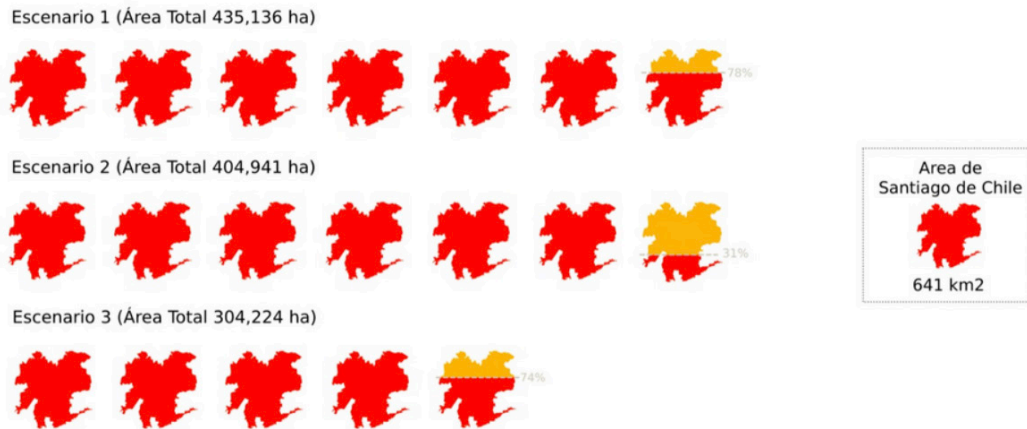 Escenario 1 (Área Total 435,136 ha)
78%
Escenario 2 (Área Total 404,941 ha)
31%
Escenario 3 (Área Total 304,224 ha)
74%
Area de
Santiago de Chile
641 km2